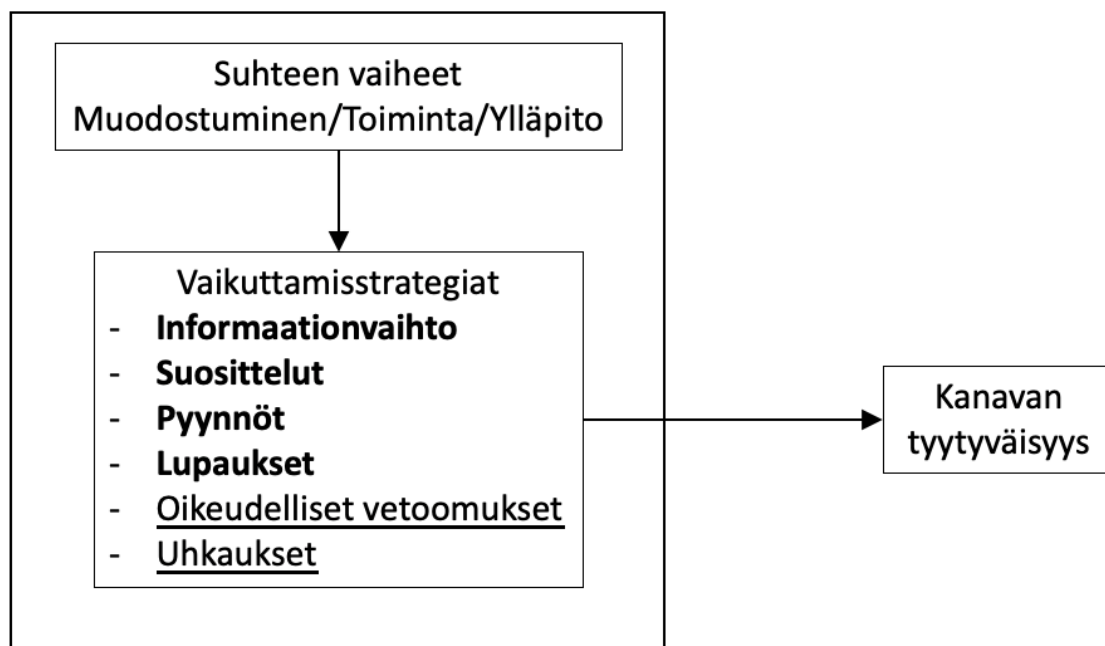 Suhteen vaiheet
Muodostuminen/Toiminta/Ylläpito
Vaikuttamisstrategiat
- Informaationvaihto
- Suosittelut
- Pyynnöt
- Lupaukset
- Oikeudelliset vetoomukset
- Uhkaukset
Kanavan
tyytyväisyys